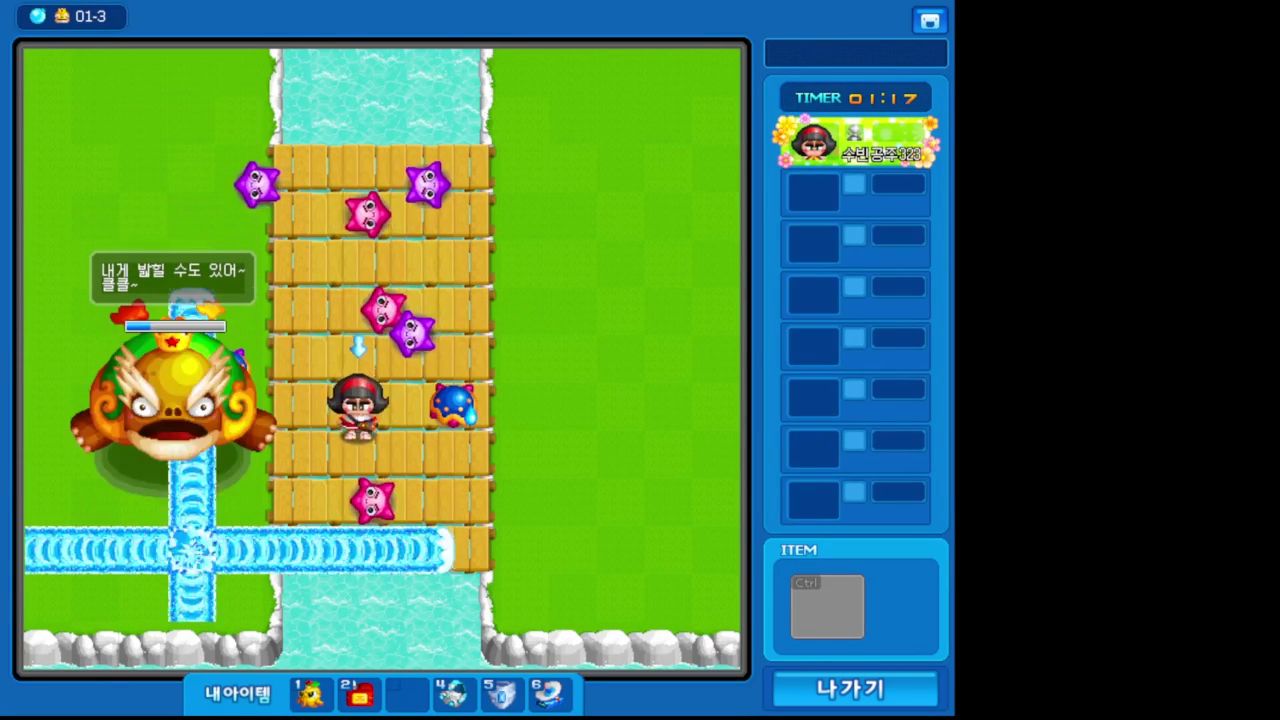 01-3
TIMER 01:17
수빈공주323
내게 밟힐 수도 있어~
클클~
ITEM
Ctrl
내아이템
1
2
4
5
6
나가기